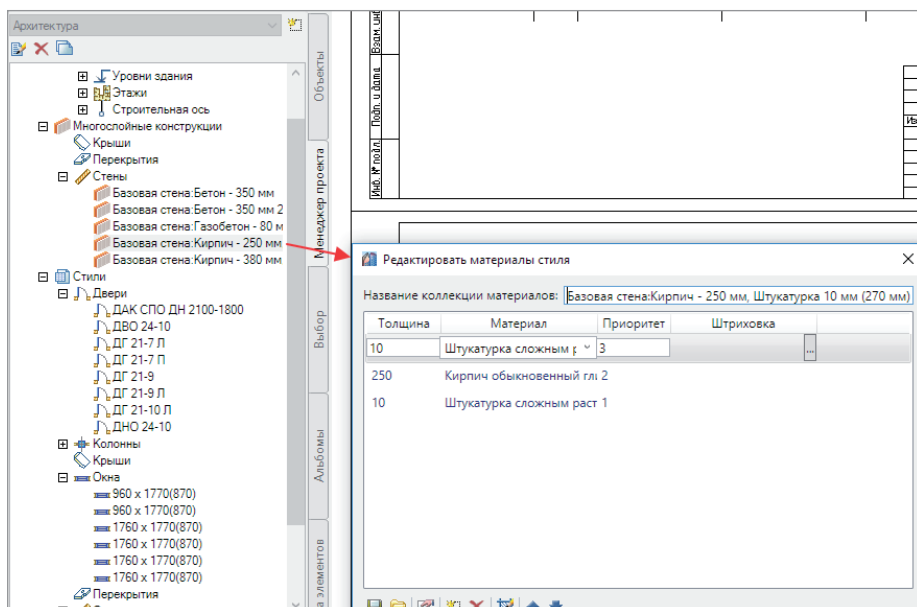 Архитектура
Уровни здания
Этажи
Строительная ось
Многослойные конструкции
Крыши
Перекрытия
Стены
Базовая стена:Бетон - 350 мм
Базовая стена:Бетон - 350 мм 2
Базовая стена:Газобетон - 80 м
Базовая стена:Кирпич - 250 мм
Базовая стена:Кирпич - 380 мм
Стили
Двери
ДАК СПО ДН 2100-1800
ДВО 24-10
ДГ 21-7 Л
ДГ 21-7 П
ДГ 21-9
ДГ 21-9 Л
ДГ 21-10 Л
ДНО 24-10
Колонны
Крыши
Окна
960 x 1770(870)
960 x 1770(870)
1760 x 1770(870)
1760 x 1770(870)
1760 x 1770(870)
1760 x 1770(870)
Перекрытия
Объекты
Менеджер проекта
Выбор
Альбомы
а элементов
Взам. инв
Подп. и дата
Инв. № подл.
Из
Редактировать материалы стиля
Название коллекции материалов: Базовая стена:Кирпич - 250 мм, Штукатурка 10 мм (270 мм)
Толщина Материал Приоритет Штриховка
10 Штукатурка сложным р 3 ...
250 Кирпич обыкновенный гли 2
10 Штукатурка сложным раст 1